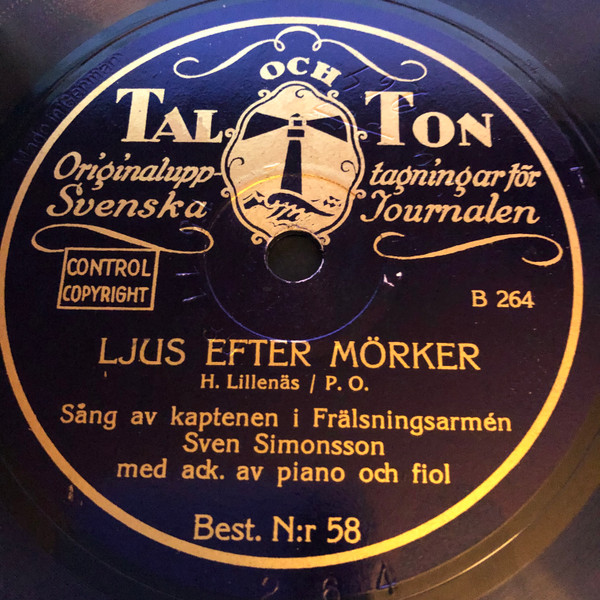 OCH
TAL TON
Originalupp- tagningar för
Svenska Journalen
CONTROL
COPYRIGHT
B 264
LJUS EFTER MÖRKER
H. Lillenäs / P. O.
Sång av kaptenen i Frälsningsarmén
Sven Simonsson
med ack. av piano och fiol
Best. N:r 58
264